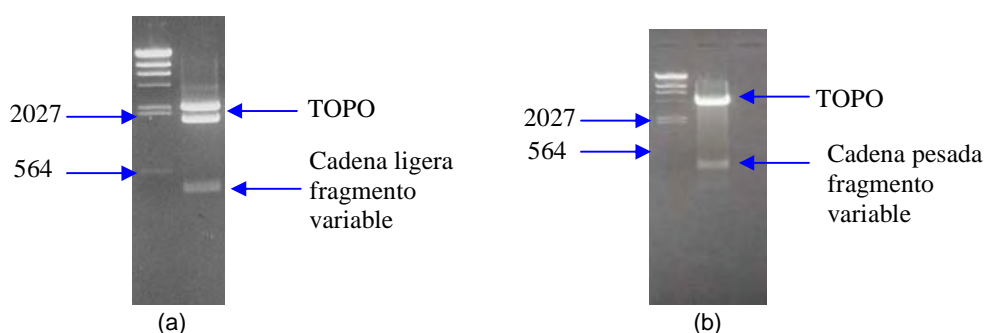 2027
564
TOPO
Cadena ligera
fragmento
variable
(a)
2027
564
TOPO
Cadena pesada
fragmento
variable
(b)